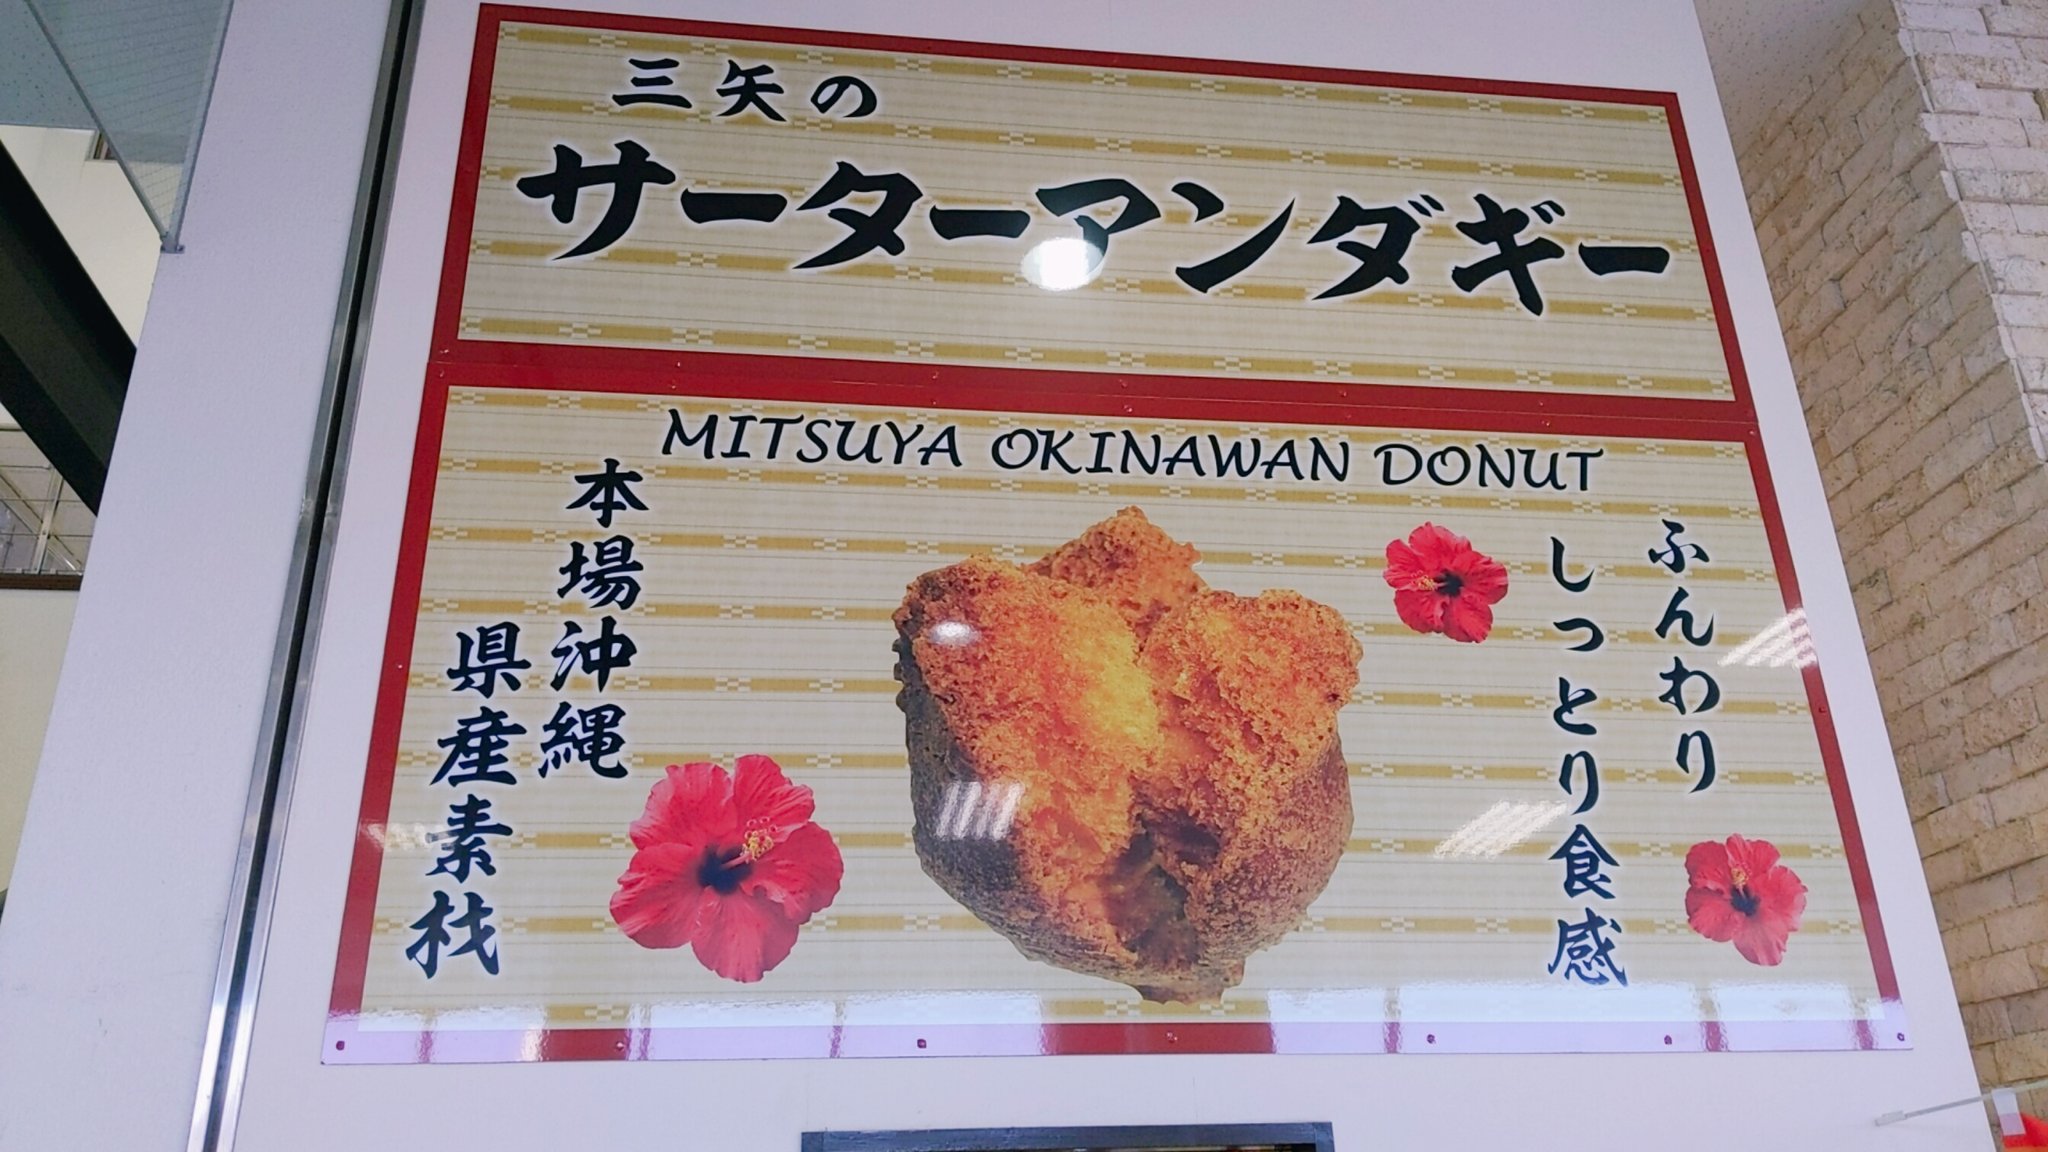 三矢の
サーターアンダギー
MITSUYA OKINAWAN DONUT
ふんわり
しっとり食感
本場沖縄
県産素材